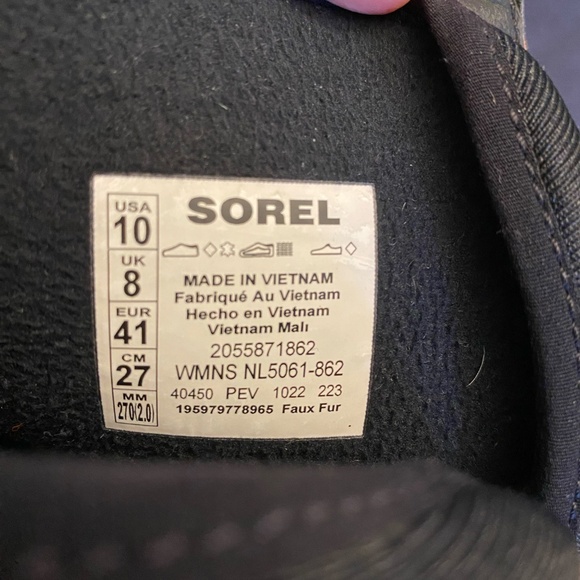 USA
10
UK
8
EUR
41
CM
27
MM
270(2.0)
SOREL
MADE IN VIETNAM
Fabriqué Au Vietnam
Hecho en Vietnam
Vietnam Malı
2055871862
WMNS NL5061-862
40450 PEV 1022 223
195979778965 Faux Fur